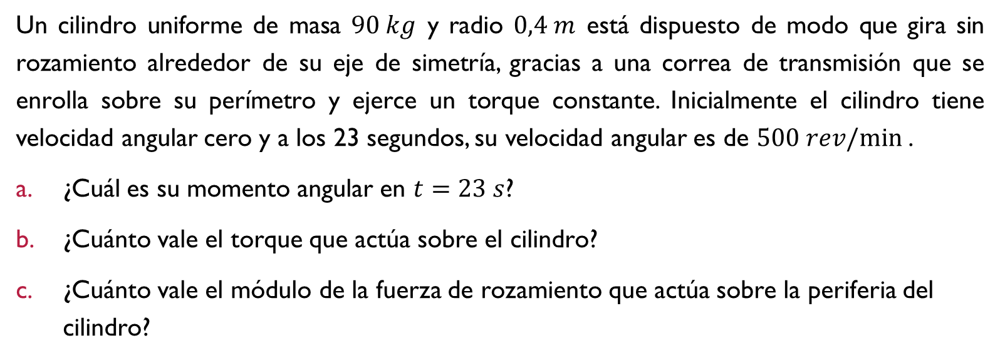 Un cilindro uniforme de masa 90 kg y radio 0,4 m está dispuesto de modo que gira sin
rozamiento alrededor de su eje de simetría, gracias a una correa de transmisión que se
enrolla sobre su perímetro y ejerce un torque constante. Inicialmente el cilindro tiene
velocidad angular cero y a los 23 segundos, su velocidad angular es de 500 rev/min .
a. ¿Cuál es su momento angular en t = 23 s?
b. ¿Cuánto vale el torque que actúa sobre el cilindro?
c. ¿Cuánto vale el módulo de la fuerza de rozamiento que actúa sobre la periferia del
cilindro?